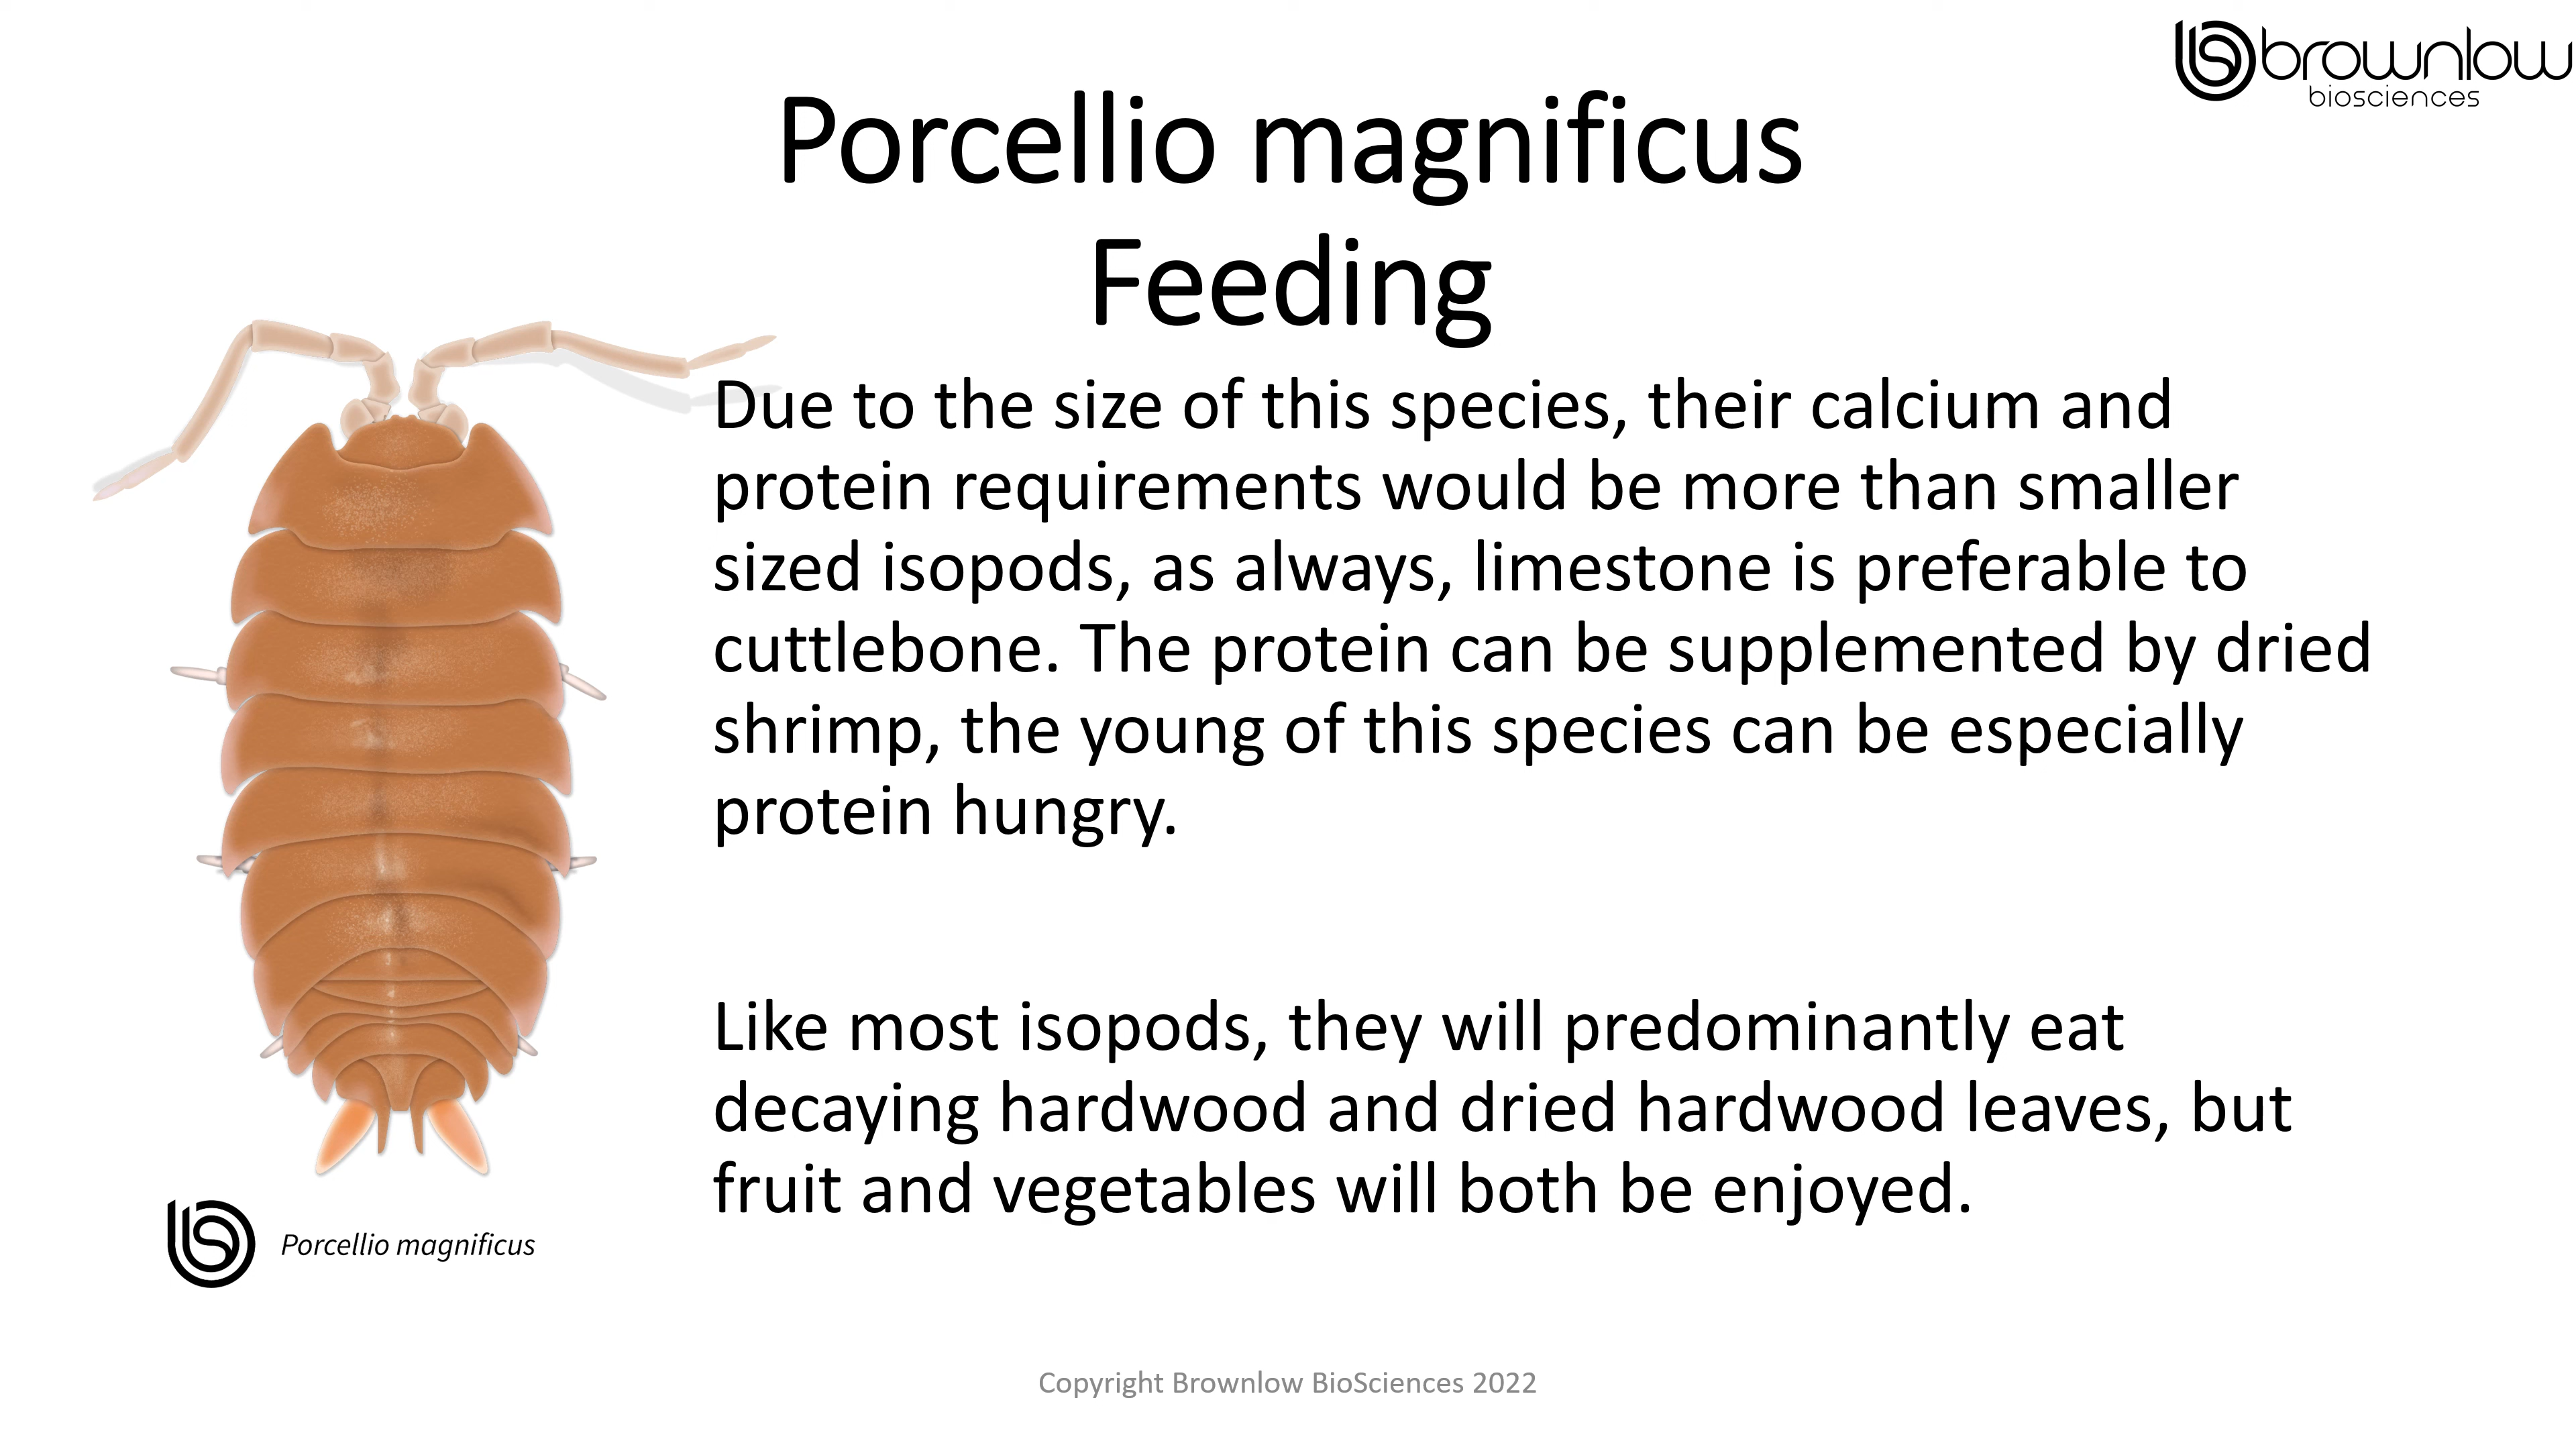 brownlow
biosciences
Porcellio magnificus
Feeding
Due to the size of this species, their calcium and
protein requirements would be more than smaller
sized isopods, as always, limestone is preferable to
cuttlebone. The protein can be supplemented by dried
shrimp, the young of this species can be especially
protein hungry.
Like most isopods, they will predominantly eat
decaying hardwood and dried hardwood leaves, but
fruit and vegetables will both be enjoyed.
Porcellio magnificus
Copyright Brownlow BioSciences 2022